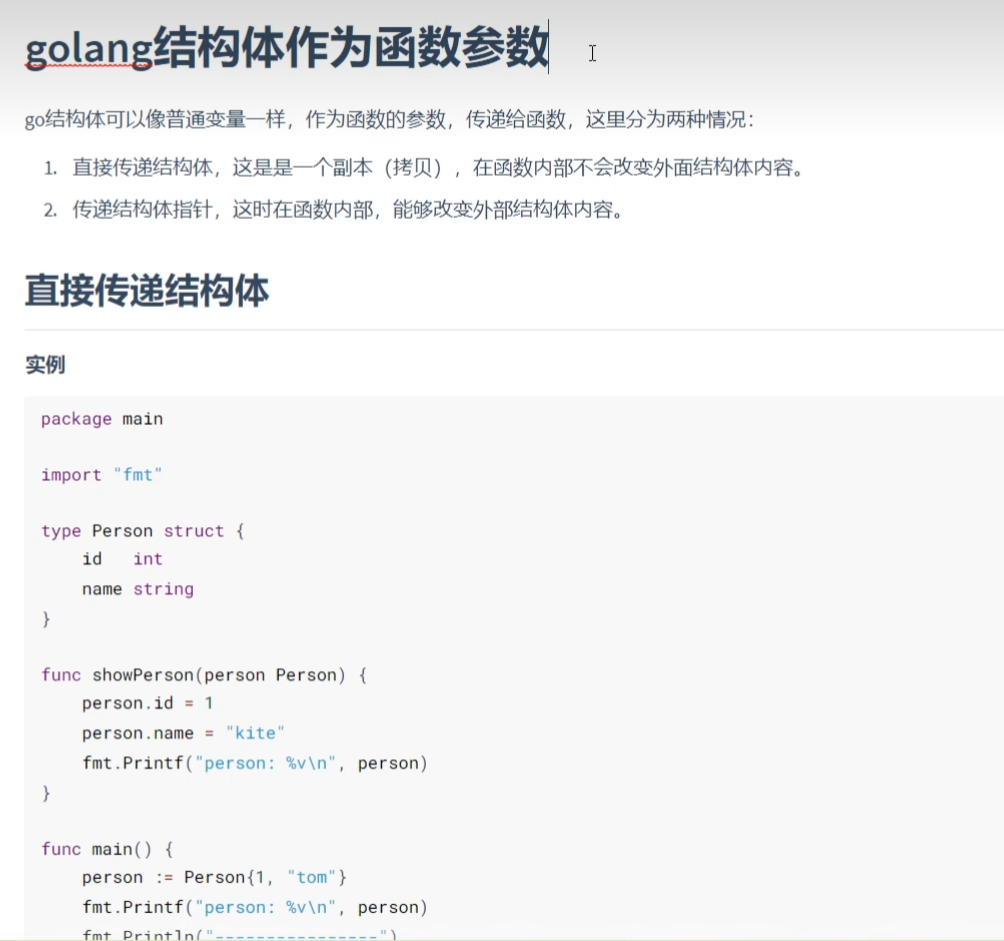 golang结构体作为函数参数
go结构体可以像普通变量一样，作为函数的参数，传递给函数，这里分为两种情况：
1. 直接传递结构体，这是是一个副本（拷贝），在函数内部不会改变外面结构体内容。
2. 传递结构体指针，这时在函数内部，能够改变外部结构体内容。
直接传递结构体
实例
package main
import "fmt"
type Person struct {
    id   int
    name string
}
func showPerson(person Person) {
    person.id = 1
    person.name = "kite"
    fmt.Printf("person: %v\n", person)
}
func main() {
    person := Person{1, "tom"}
    fmt.Printf("person: %v\n", person)
    fmt.Println("----------------")